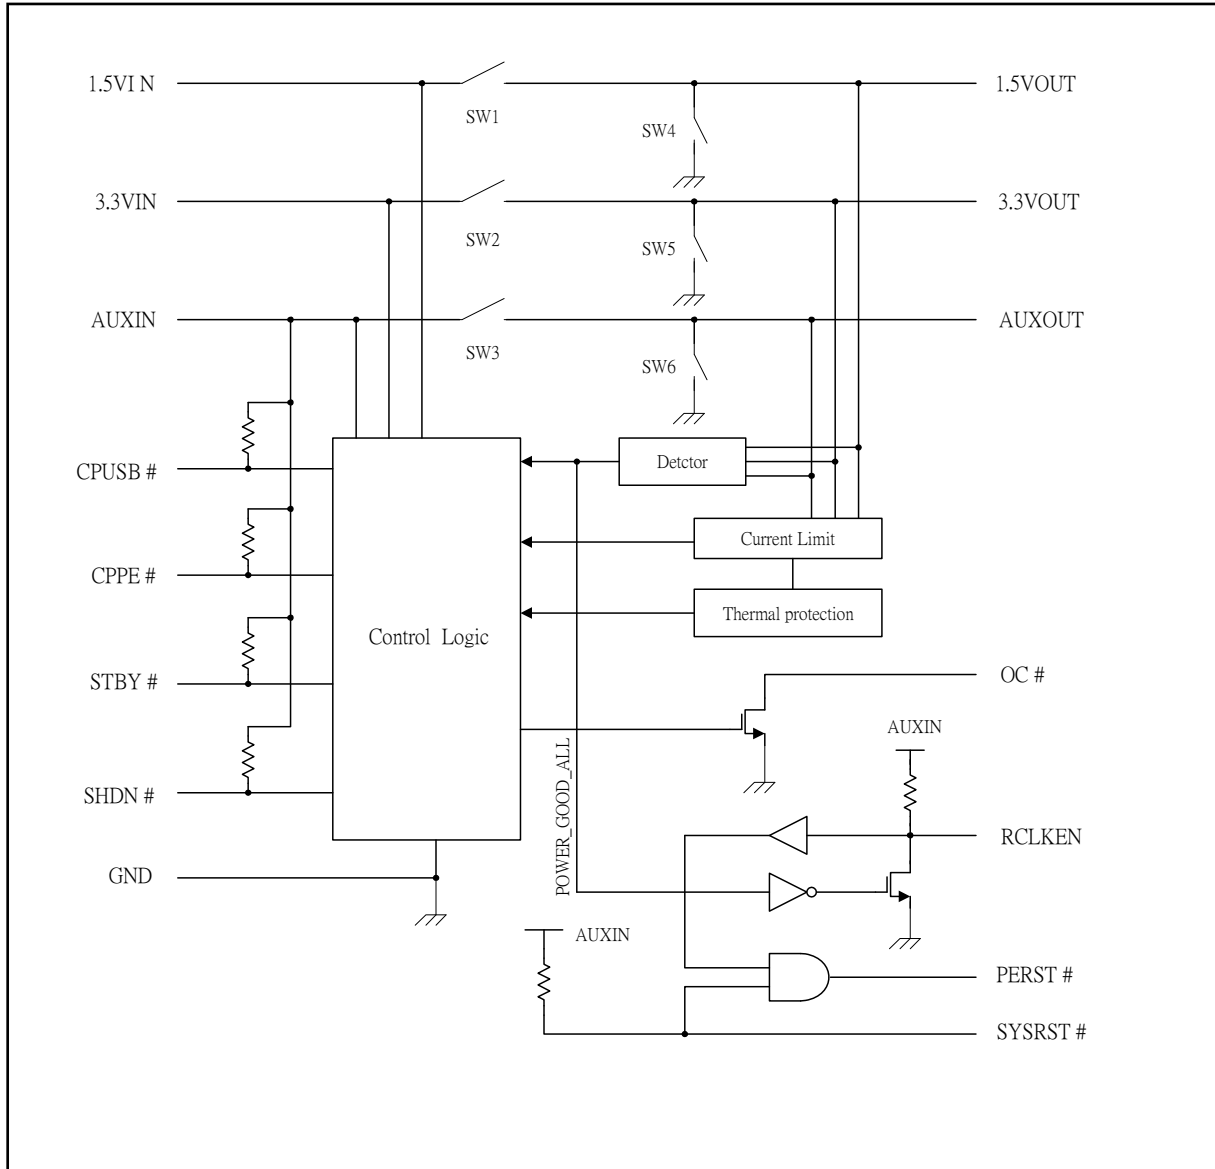 1.5VI N
1.5VOUT
SW1
SW4
3.3VIN
3.3VOUT
SW2
SW5
AUXIN
AUXOUT
SW3
SW6
CPUSB #
Detctor
Current Limit
CPPE #
Thermal protection
Control Logic
STBY #
OC #
AUXIN
POWER_GOOD_ALL
SHDN #
RCLKEN
GND
AUXIN
PERST #
SYSRST #